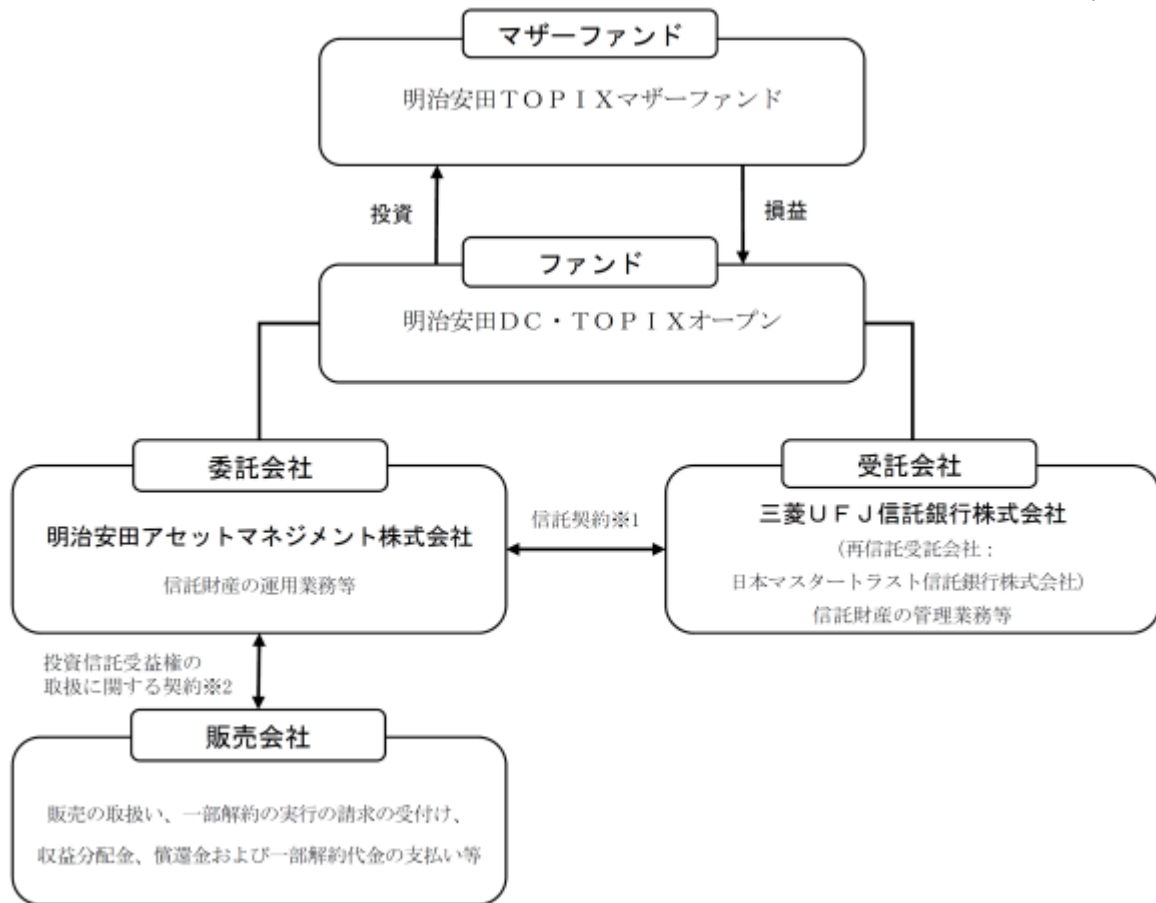 マザーファンド
明治安田TOPIXマザーファンド
投資
損益
ファンド
明治安田DC・TOPIXオープン
委託会社
明治安田アセットマネジメント株式会社
信託財産の運用業務等
信託契約※1
受託会社
三菱UFJ信託銀行株式会社
(再信託受託会社:
日本マスタートラスト信託銀行株式会社)
信託財産の管理業務等
投資信託受益権の
取扱に関する契約※2
販売会社
販売の取扱い、一部解約の実行の請求の受付け、
収益分配金、償還金および一部解約代金の支払い等